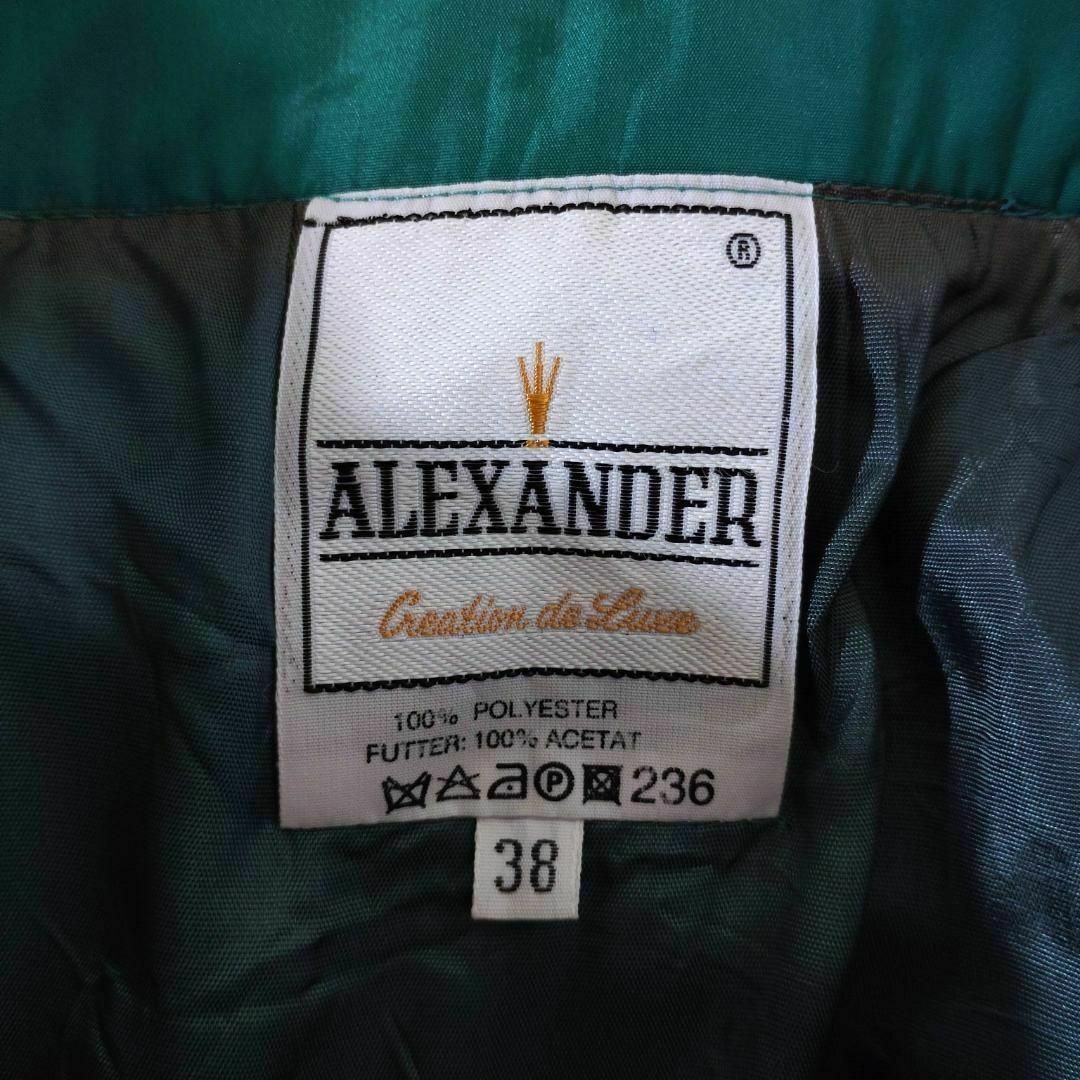 ®
ALEXANDER
Creation de Luxe
100% POLYESTER
FUTTER: 100% ACETAT
P 236
38